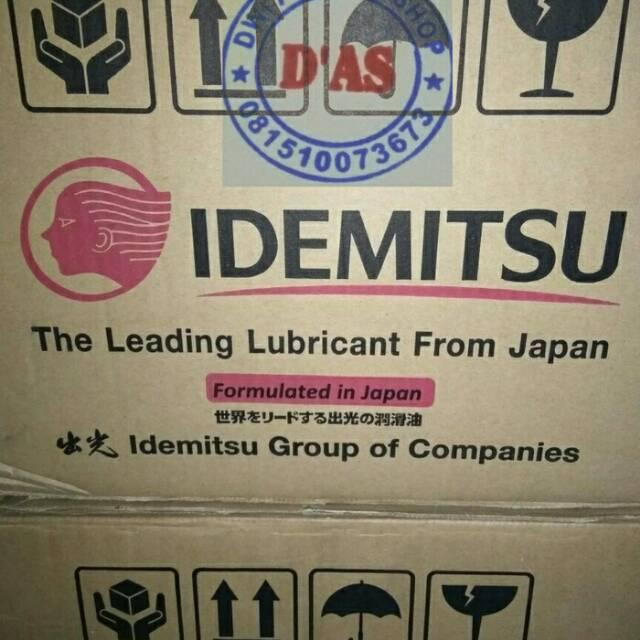 SHOP
D'AS
★ 081510073673 ★
IDEMITSU
The Leading Lubricant From Japan
Formulated in Japan
世界をリードする出光の潤滑油
出光 Idemitsu Group of Companies